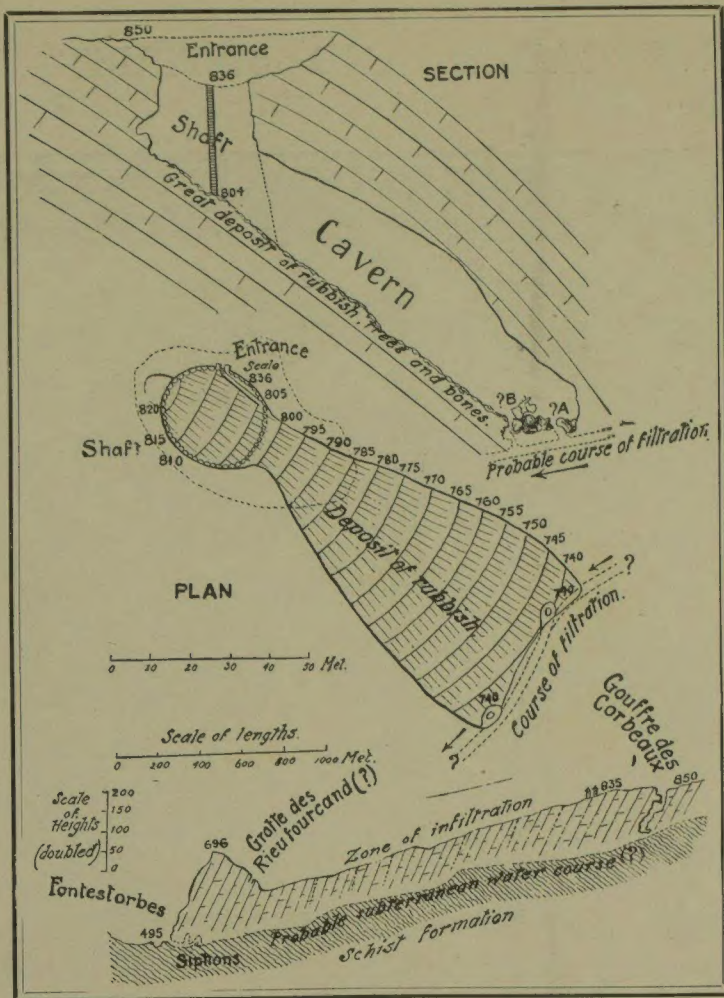 850
Entrance
836
SECTION
Shaft
804
Great deposit of rubbish, trees and bones.
Cavern
?B
?A
Probable course of filtration.
Entrance
Scale
836
805
820
800
795
790
785
780
775
770
765
760
755
750
745
740
815
810
Shaft
Deposit of rubbish
PLAN
?
740
Course of filtration.
?
0 10 20 30 40 50 Met.
Scale of lengths.
0 200 400 600 800 1000 Met.
Gouffre des
Corbeaux
Scale
of
Heights
(doubled)
200
150
100
50
0
Grotte des
Rieufourcand (?)
696
835
850
Zone of infiltration
Fontestorbes
495
Siphons
Probable subterranean water course (?)
Schist formation